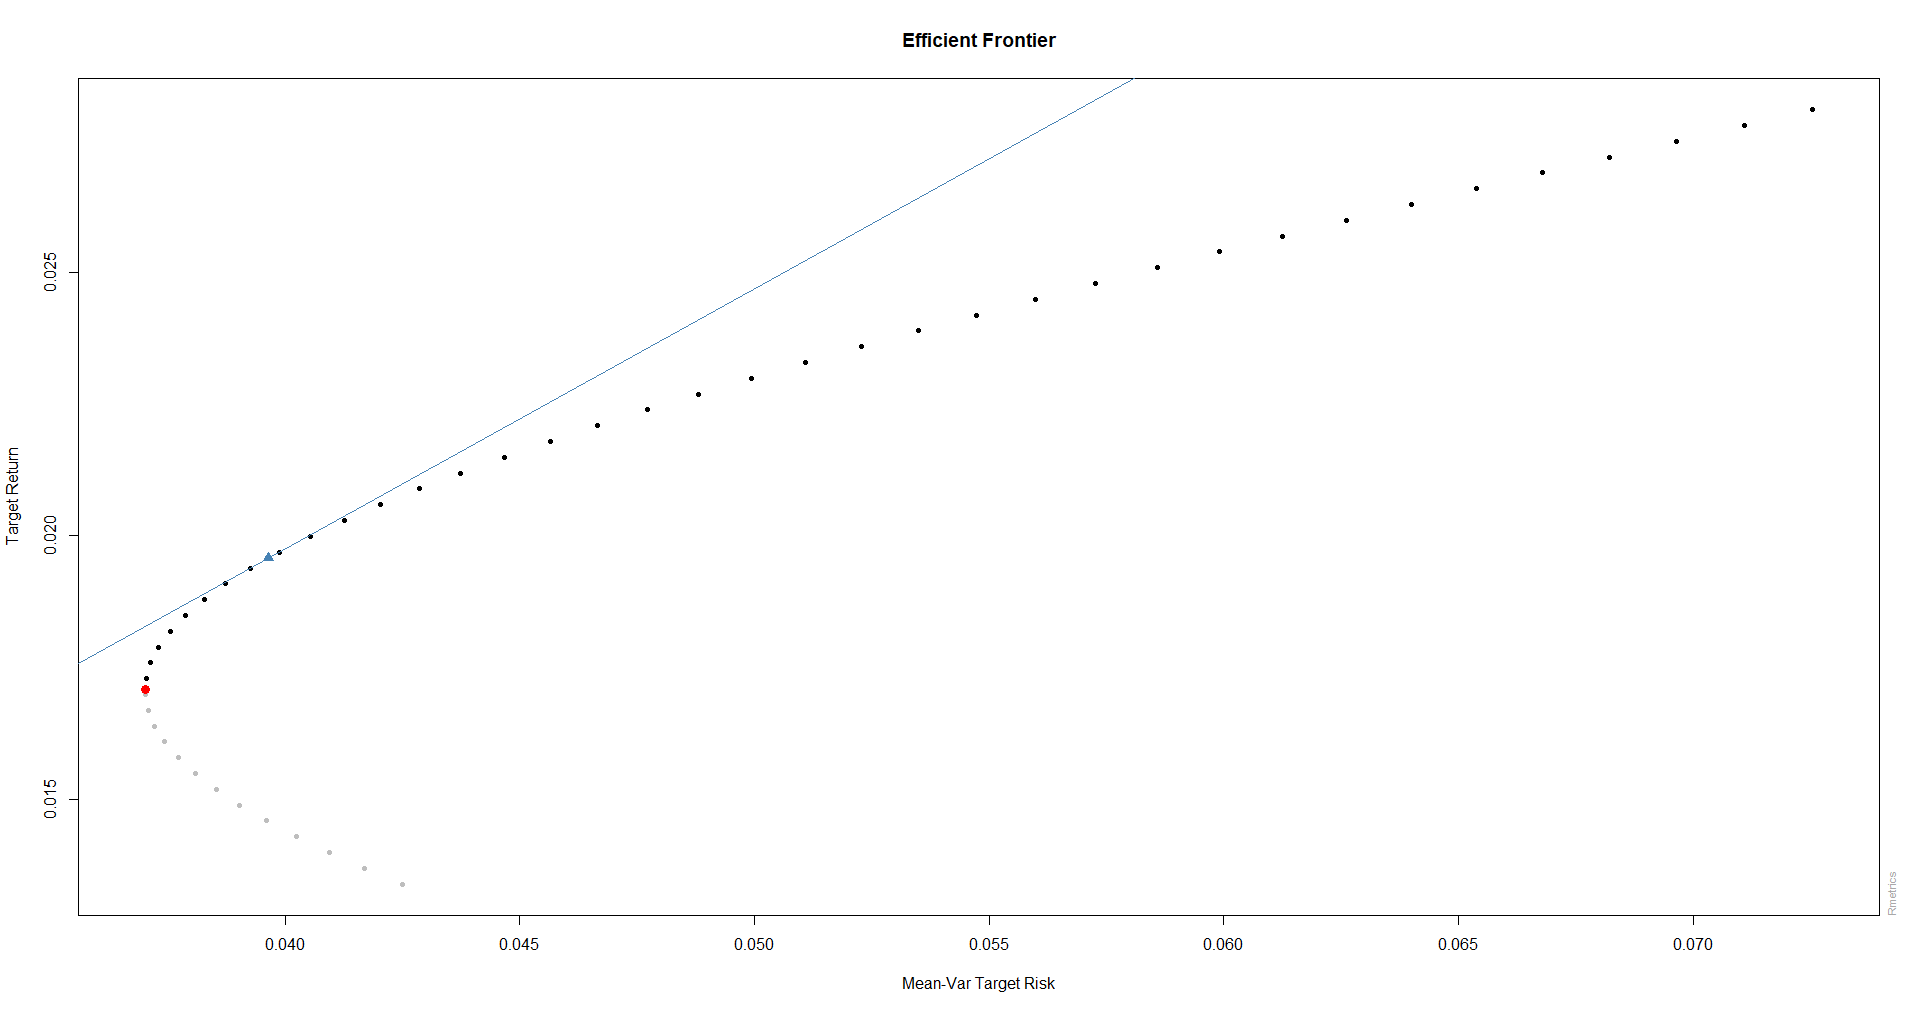 Efficient Frontier
Target Return
0.025
0.020
0.015
0.040 0.045 0.050 0.055 0.060 0.065 0.070
Mean-Var Target Risk
Rmetrics